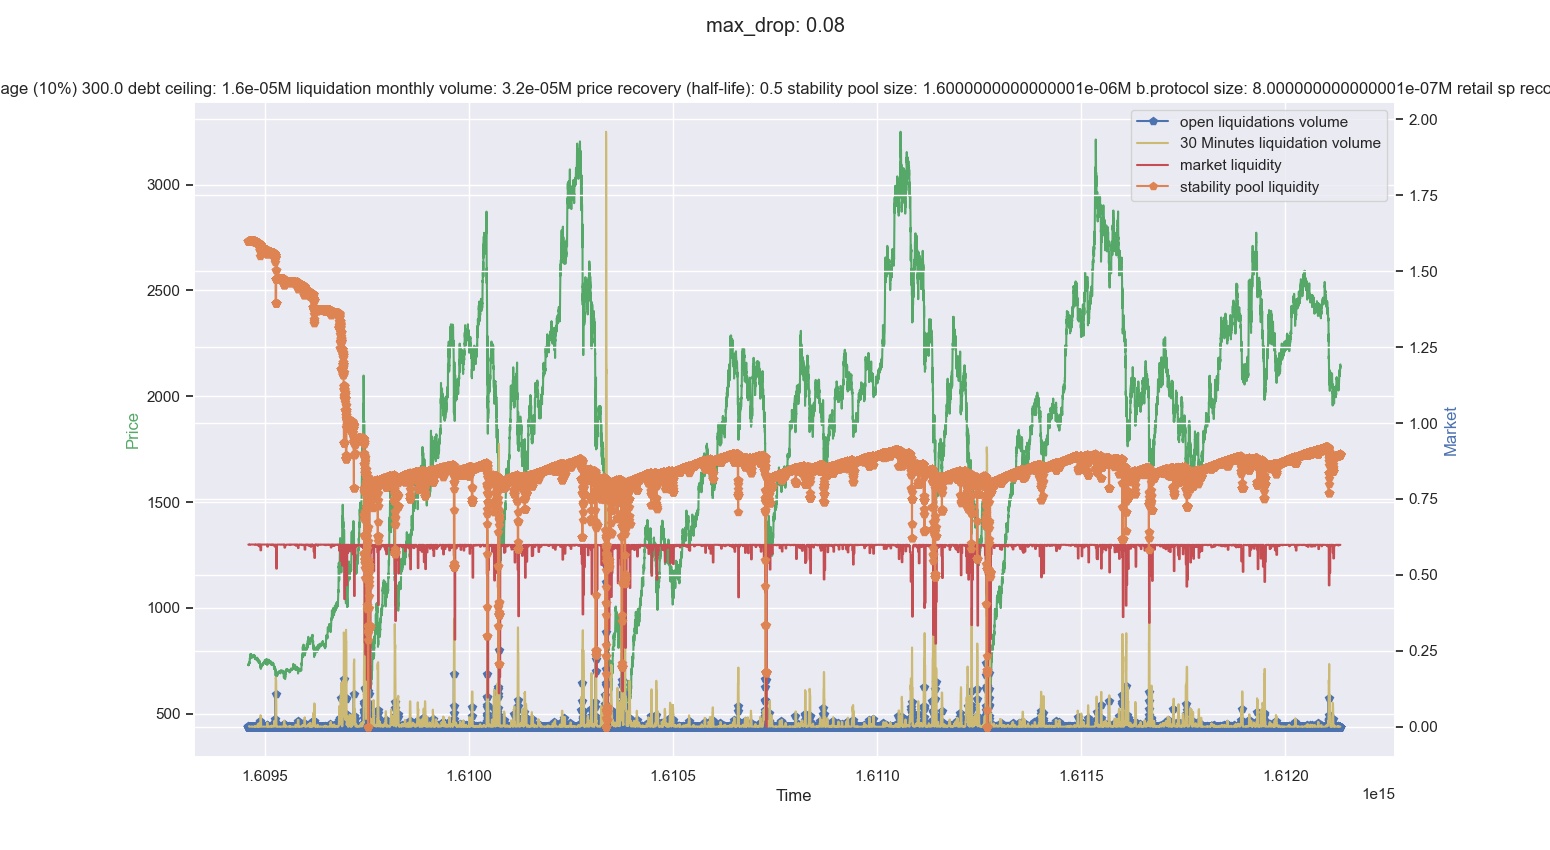 max_drop: 0.08
age (10%) 300.0 debt ceiling: 1.6e-05M liquidation monthly volume: 3.2e-05M price recovery (half-life): 0.5 stability pool size: 1.6000000000000001e-06M b.protocol size: 8.000000000000001e-07M retail sp reco
open liquidations volume
30 Minutes liquidation volume
market liquidity
stability pool liquidity
3000
2500
2000
1500
1000
500
Price
2.00
1.75
1.50
1.25
1.00
0.75
0.50
0.25
0.00
Market
1.6095
1.6100
1.6105
1.6110
1.6115
1.6120
Time
1e15